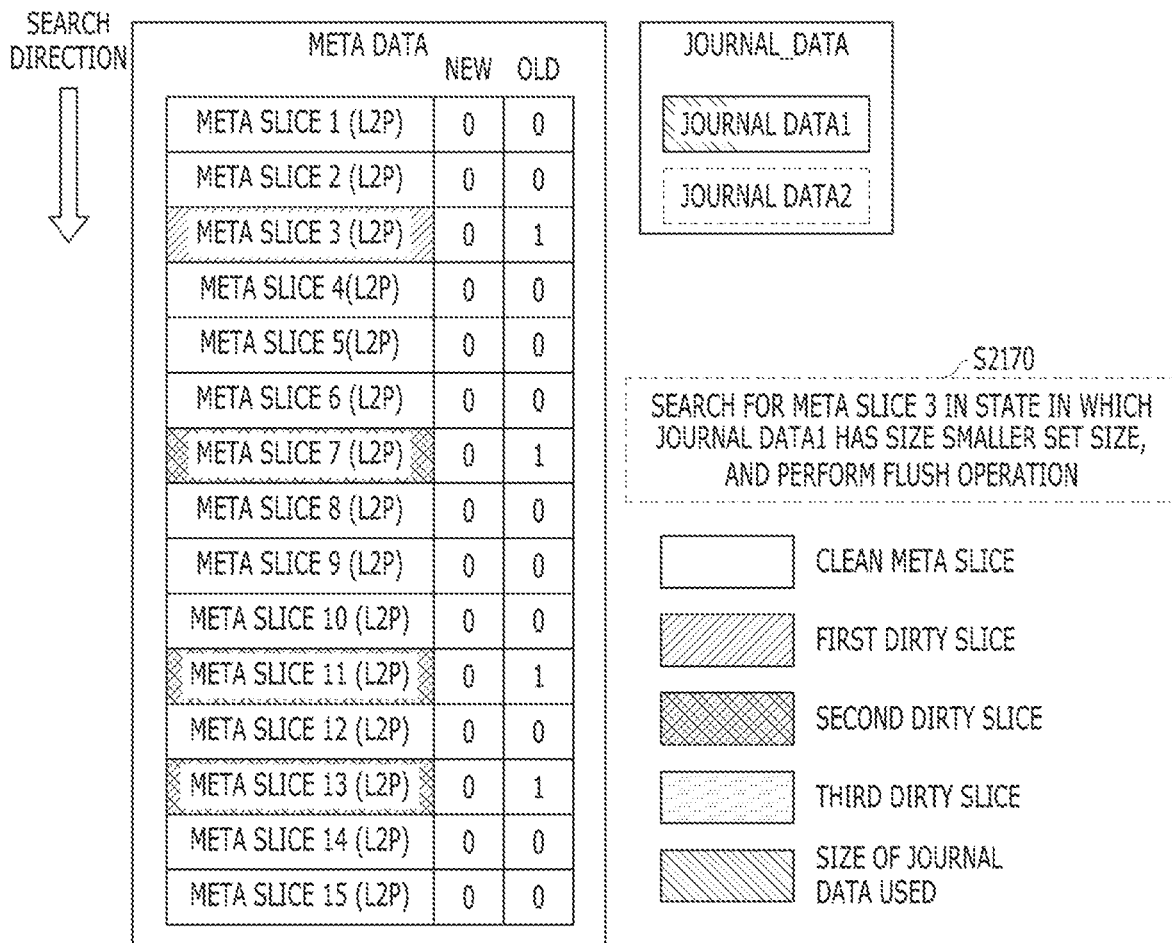 SEARCH
DIRECTION
META DATA
NEW OLD
META SLICE 1 (L2P) 0 0
META SLICE 2 (L2P) 0 0
META SLICE 3 (L2P) 0 1
META SLICE 4(L2P) 0 0
META SLICE 5(L2P) 0 0
META SLICE 6 (L2P) 0 0
META SLICE 7 (L2P) 0 1
META SLICE 8 (L2P) 0 0
META SLICE 9 (L2P) 0 0
META SLICE 10 (L2P) 0 0
META SLICE 11 (L2P) 0 1
META SLICE 12 (L2P) 0 0
META SLICE 13 (L2P) 0 1
META SLICE 14 (L2P) 0 0
META SLICE 15 (L2P) 0 0
JOURNAL_DATA
JOURNAL DATA1
JOURNAL DATA2
S2170
SEARCH FOR META SLICE 3 IN STATE IN WHICH
JOURNAL DATA1 HAS SIZE SMALLER SET SIZE,
AND PERFORM FLUSH OPERATION
CLEAN META SLICE
FIRST DIRTY SLICE
SECOND DIRTY SLICE
THIRD DIRTY SLICE
SIZE OF JOURNAL
DATA USED